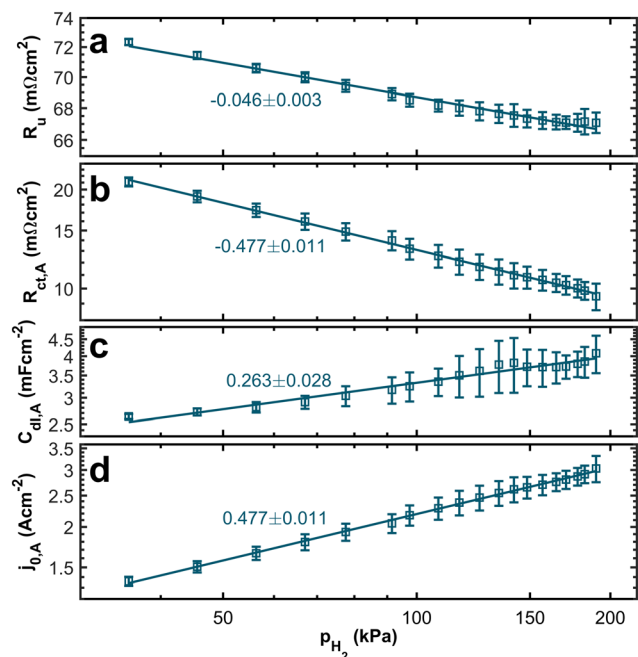 a
R_u (mΩcm²)
74
72
70
68
66
-0.046±0.003
b
R_ct,A (mΩcm²)
20
15
10
-0.477±0.011
c
C_dl,A (mFcm⁻²)
4.5
4
3.5
3
2.5
0.263±0.028
d
j_0,A (Acm⁻²)
3.5
3
2.5
2
1.5
0.477±0.011
50
100
150
200
p_H₂ (kPa)